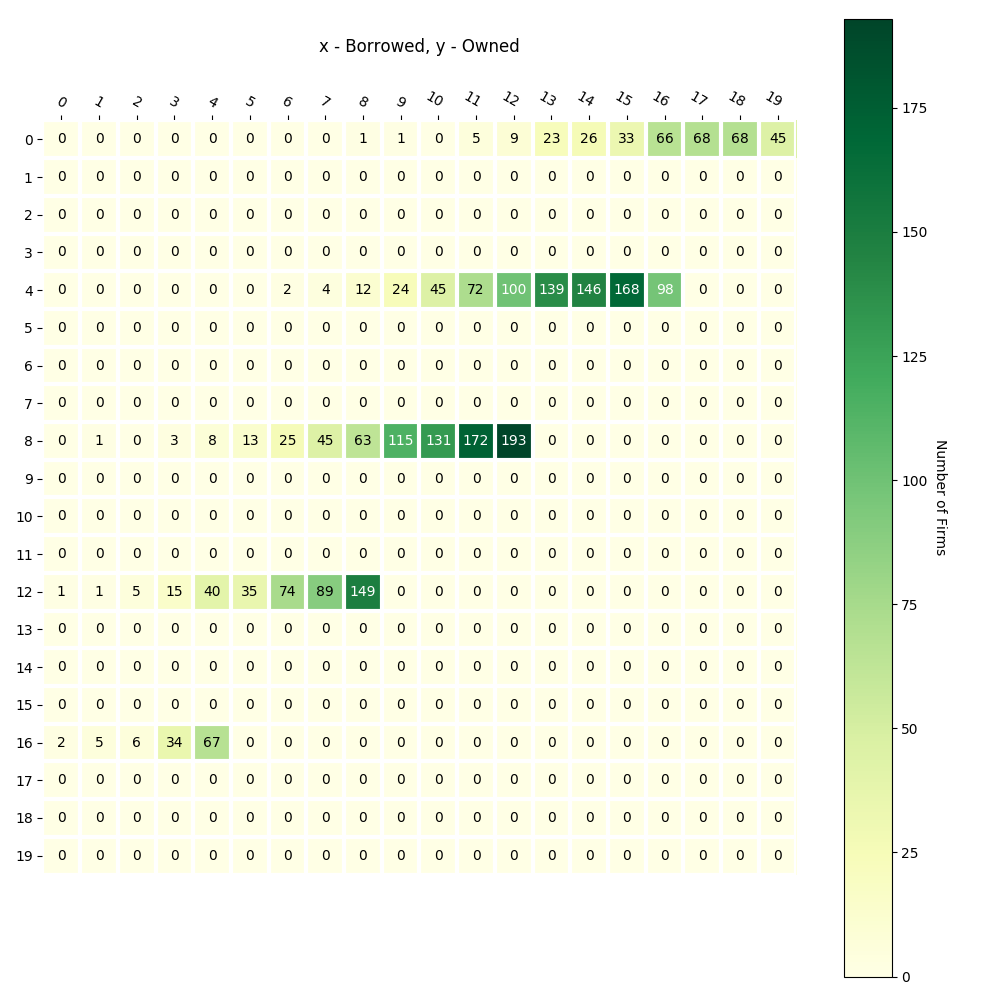 x - Borrowed, y - Owned
0 1 2 3 4 5 6 7 8 9 10 11 12 13 14 15 16 17 18 19
0 0 0 0 0 0 0 0 0 1 1 0 5 9 23 26 33 66 68 68 45
1 0 0 0 0 0 0 0 0 0 0 0 0 0 0 0 0 0 0 0 0
2 0 0 0 0 0 0 0 0 0 0 0 0 0 0 0 0 0 0 0 0
3 0 0 0 0 0 0 0 0 0 0 0 0 0 0 0 0 0 0 0 0
4 0 0 0 0 0 0 2 4 12 24 45 72 100 139 146 168 98 0 0 0
5 0 0 0 0 0 0 0 0 0 0 0 0 0 0 0 0 0 0 0 0
6 0 0 0 0 0 0 0 0 0 0 0 0 0 0 0 0 0 0 0 0
7 0 0 0 0 0 0 0 0 0 0 0 0 0 0 0 0 0 0 0 0
8 0 1 0 3 8 13 25 45 63 115 131 172 193 0 0 0 0 0 0 0
9 0 0 0 0 0 0 0 0 0 0 0 0 0 0 0 0 0 0 0 0
10 0 0 0 0 0 0 0 0 0 0 0 0 0 0 0 0 0 0 0 0
11 0 0 0 0 0 0 0 0 0 0 0 0 0 0 0 0 0 0 0 0
12 1 1 5 15 40 35 74 89 149 0 0 0 0 0 0 0 0 0 0 0
13 0 0 0 0 0 0 0 0 0 0 0 0 0 0 0 0 0 0 0 0
14 0 0 0 0 0 0 0 0 0 0 0 0 0 0 0 0 0 0 0 0
15 0 0 0 0 0 0 0 0 0 0 0 0 0 0 0 0 0 0 0 0
16 2 5 6 34 67 0 0 0 0 0 0 0 0 0 0 0 0 0 0 0
17 0 0 0 0 0 0 0 0 0 0 0 0 0 0 0 0 0 0 0 0
18 0 0 0 0 0 0 0 0 0 0 0 0 0 0 0 0 0 0 0 0
19 0 0 0 0 0 0 0 0 0 0 0 0 0 0 0 0 0 0 0 0
175
150
125
100
75
50
25
0
Number of Firms